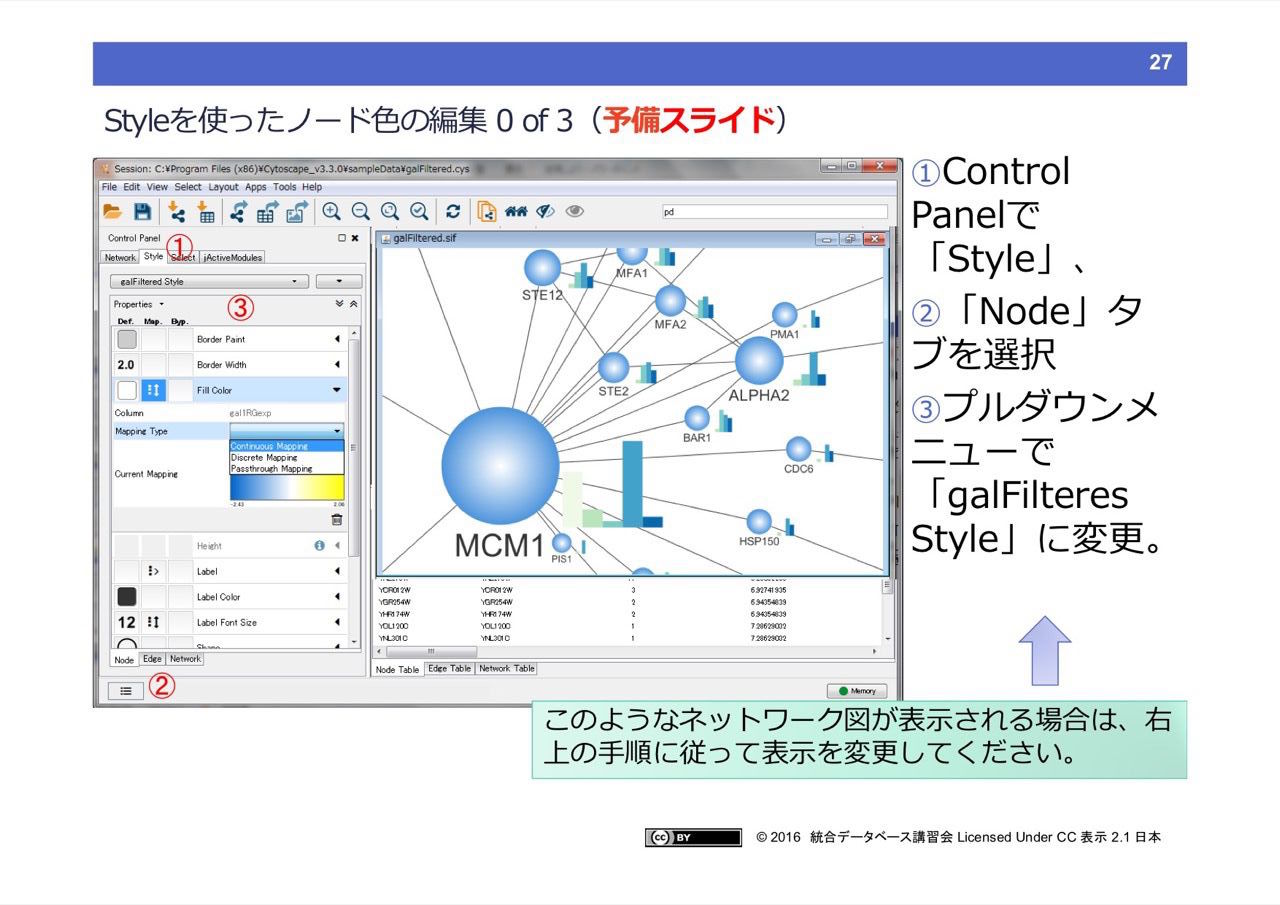 27
Styleを使ったノード色の編集 0 of 3（予備スライド）
Session: C:¥Program Files (x86)¥Cytoscape_v3.3.0¥sampleData¥galFiltered.cys
File Edit View Select Layout Apps Tools Help
pd
Control Panel
①
Network Style Select jActiveModules
galFiltered Style
③
Properties
Def. Map. Byp.
Border Paint
2.0 Border Width
Fill Color
Column gal1RGexp
Mapping Type
Continuous Mapping
Discrete Mapping
Passthrough Mapping
Current Mapping
-2.43 2.06
Height
Label
Label Color
12 Label Font Size
Shape
Node Edge Network
②
galFiltered.sif
MFA1
STE12
MFA2
PMA1
STE2
ALPHA2
BAR1
CDC6
HSP150
MCM1
PIS1
YCR012W YCR012W 3 6.92741935
YGR254W YGR254W 2 6.94354839
YHR174W YHR174W 2 6.94354839
YOL120C YOL120C 1 7.28629032
YNL301C YNL301C 1 7.28629032
Node Table Edge Table Network Table
Memory
①Control
Panelで
「Style」、
②「Node」タ
ブを選択
③プルダウンメ
ニューで
「galFilteres
Style」に変更。
このようなネットワーク図が表示される場合は、右
上の手順に従って表示を変更してください。
cc BY © 2016 統合データベース講習会 Licensed Under CC 表示 2.1 日本